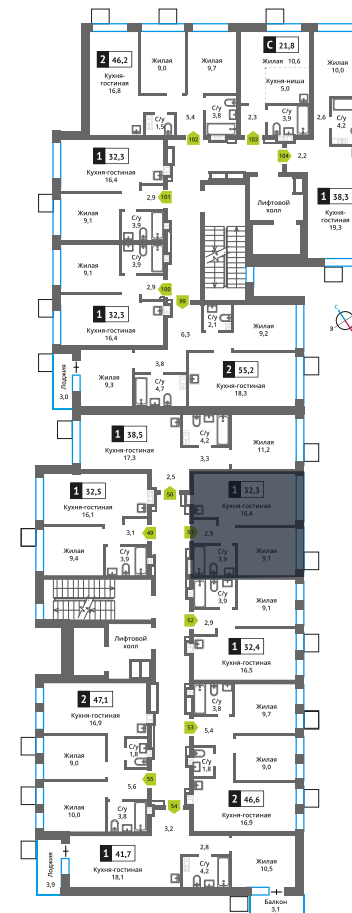 2 46,2
Кухня-
гостиная
16,8
Жилая
9,0
Жилая
9,7
С 21,8
Жилая 10,6
Кухня-ниша
5,0
Жилая
10,0
С/у
1,5
5,4
С/у
3,8
2,3
С/у
3,9
2,6
С/у
4,2
102
103
104
2,2
1 32,3
Кухня-гостиная
16,4
2,9
101
Жилая
9,1
С/у
3,9
Лифтовой
холл
1 38,3
Кухня-
гостиная
19,3
Жилая
9,1
С/у
3,9
2,9
100
99
1 32,3
Кухня-гостиная
16,4
6,3
С/у
2,1
Жилая
9,2
С
З
Лоджия
3,0
Жилая
9,3
3,8
С/у
4,7
2 55,2
Кухня-гостиная
18,3
1 38,5
Кухня-гостиная
17,3
С/у
4,2
3,3
Жилая
11,2
2,5
50
1 32,5
Кухня-гостиная
16,1
1 32,3
Кухня-гостиная
16,4
3,1
49
51
2,9
Жилая
9,4
С/у
3,9
С/у
3,9
Жилая
9,1
С/у
3,9
Жилая
9,1
52
2,9
Лифтовой
холл
1 32,4
Кухня-гостиная
16,5
2 47,1
Кухня-гостиная
16,9
С/у
3,8
Жилая
9,7
53
5,4
Жилая
9,0
С/у
1,8
С/у
1,8
Жилая
9,0
55
5,6
Жилая
10,0
С/у
3,8
54
3,2
2 46,6
Кухня-гостиная
16,9
Лоджия
3,9
1 41,7
Кухня-гостиная
18,1
2,8
С/у
4,2
Жилая
10,5
Балкон
3,1